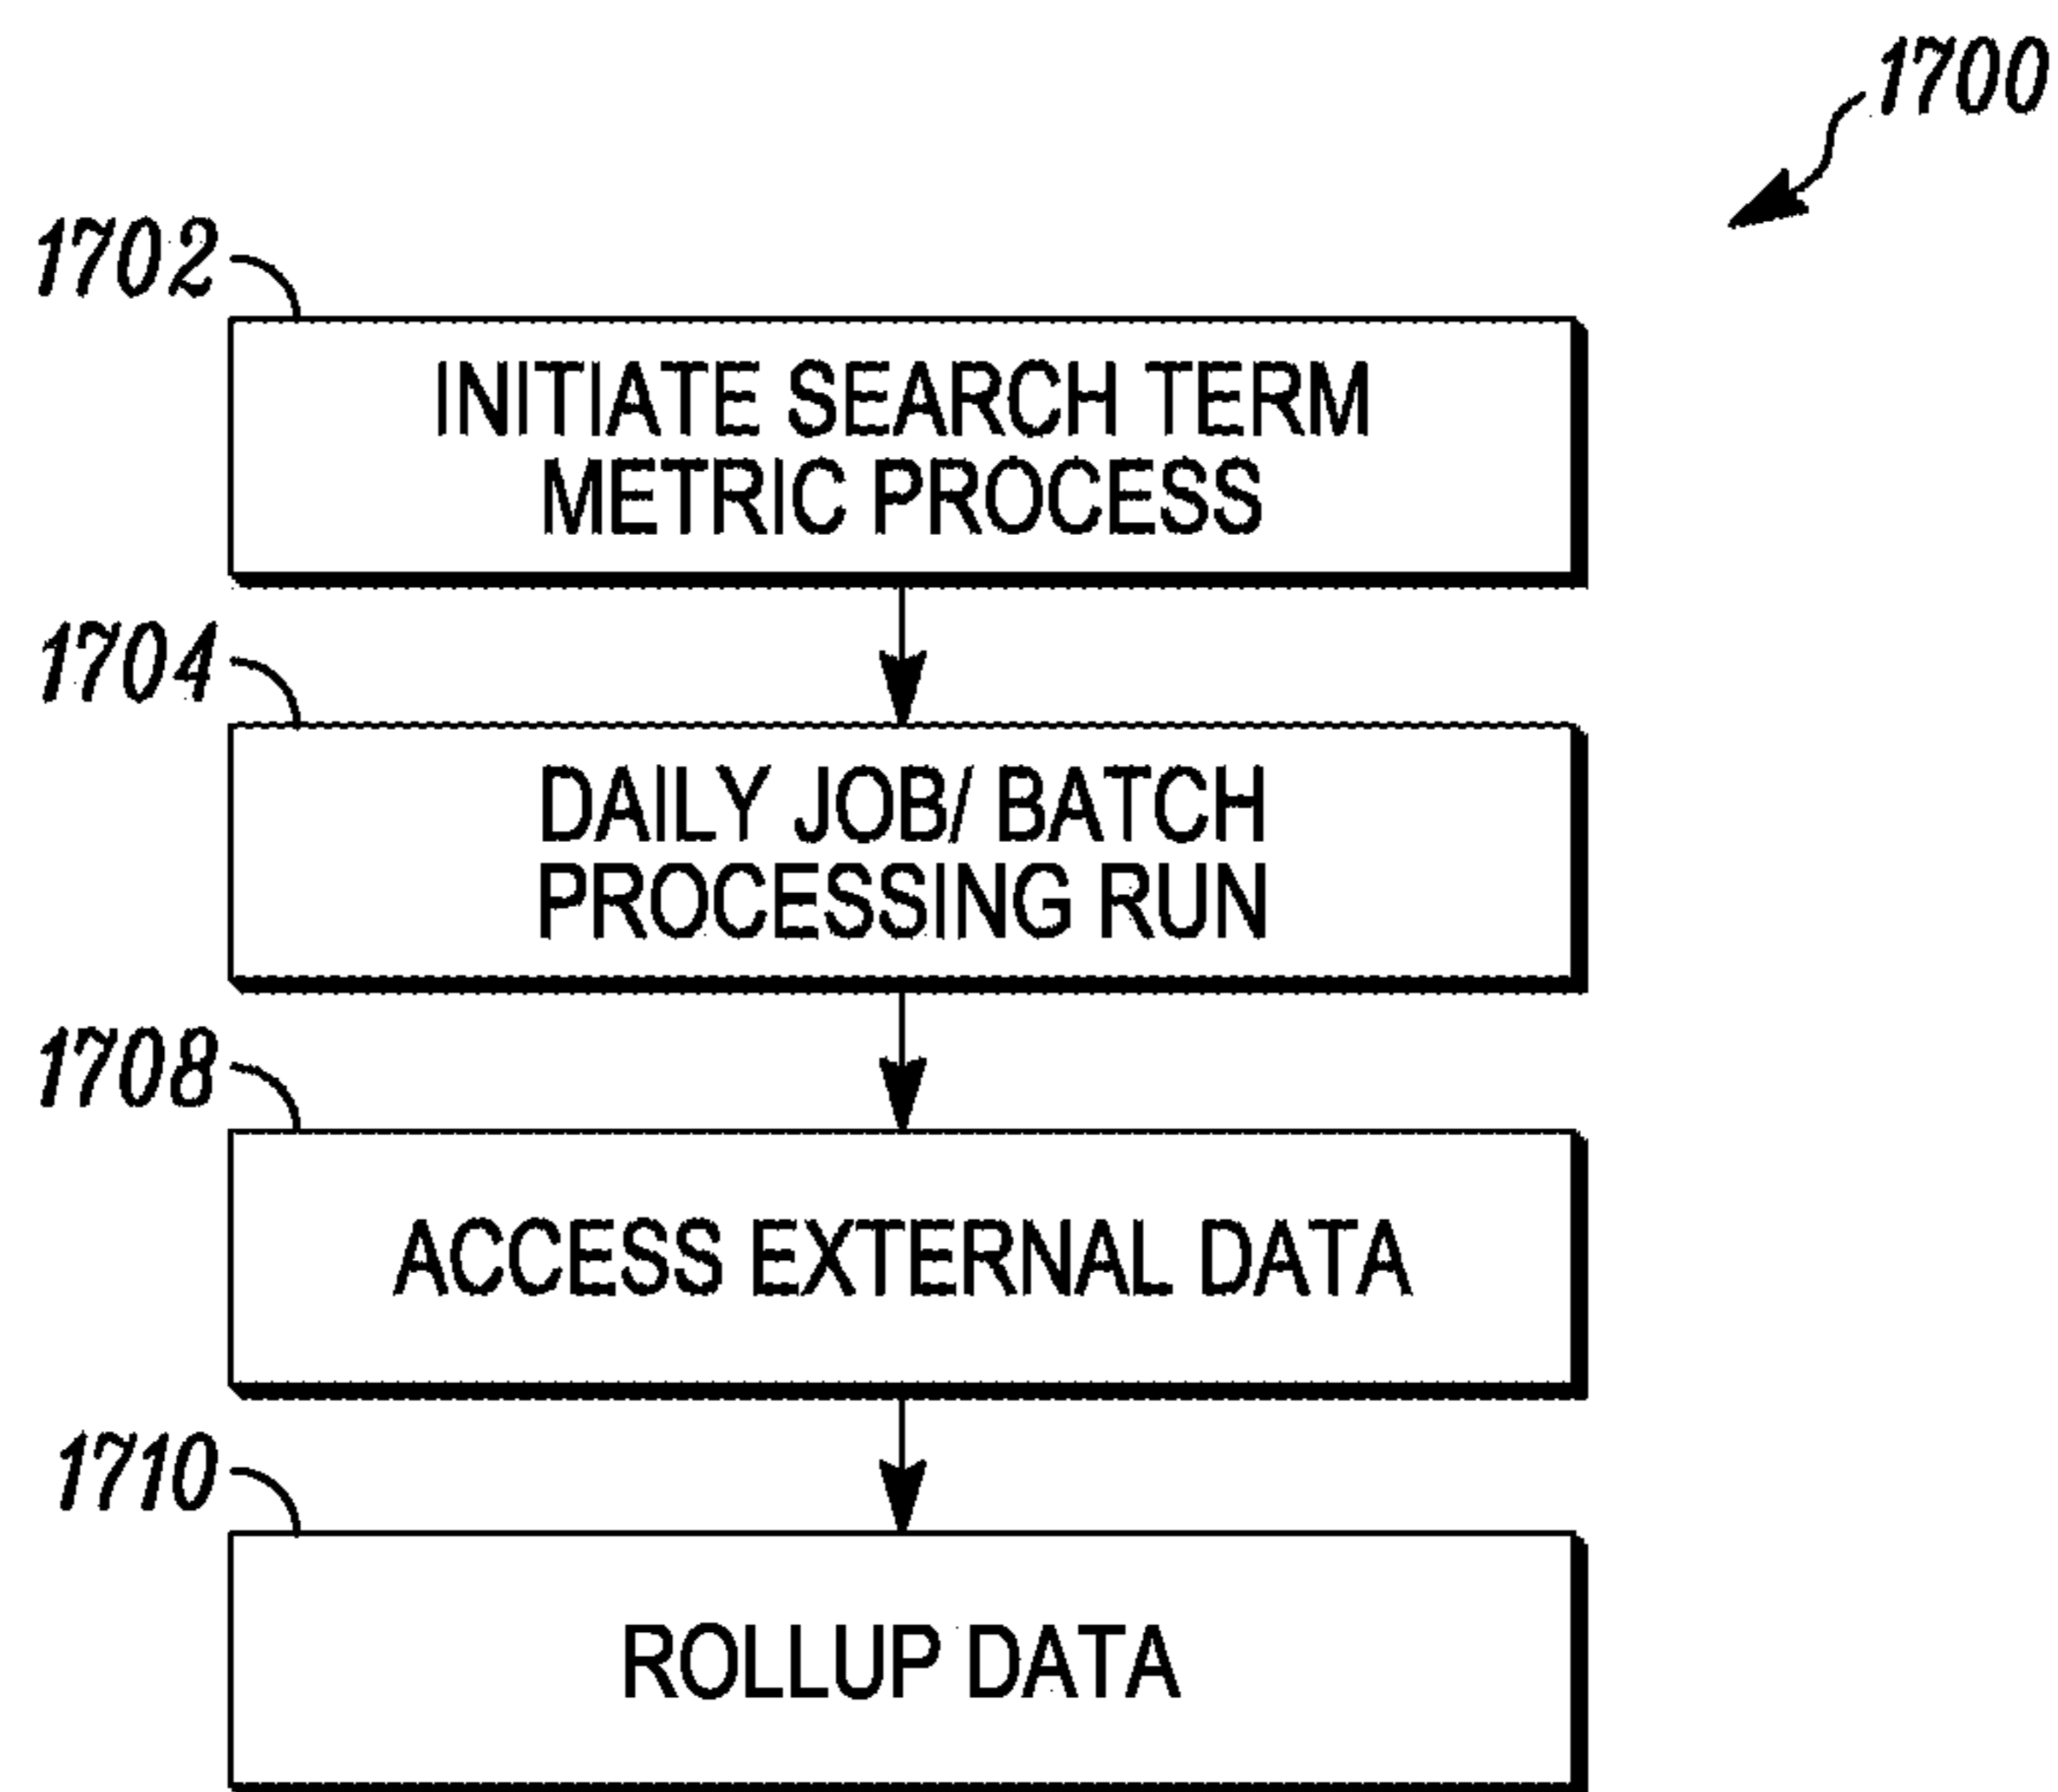 1700
1702
INITIATE SEARCH TERM
METRIC PROCESS
1704
DAILY JOB/ BATCH
PROCESSING RUN
1708
ACCESS EXTERNAL DATA
1710
ROLLUP DATA